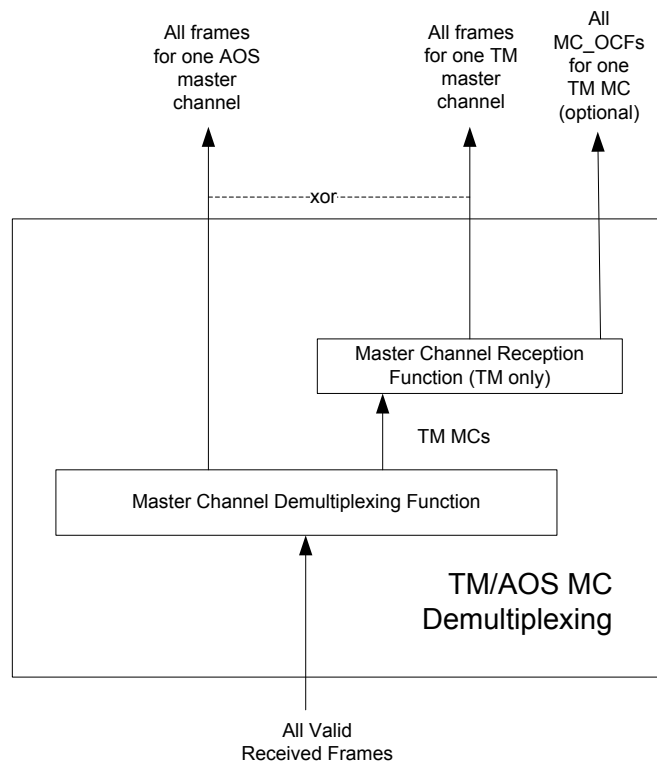 All frames
for one AOS
master
channel
All frames
for one TM
master
channel
All
MC_OCFs
for one
TM MC
(optional)
xor
Master Channel Reception
Function (TM only)
TM MCs
Master Channel Demultiplexing Function
TM/AOS MC
Demultiplexing
All Valid
Received Frames